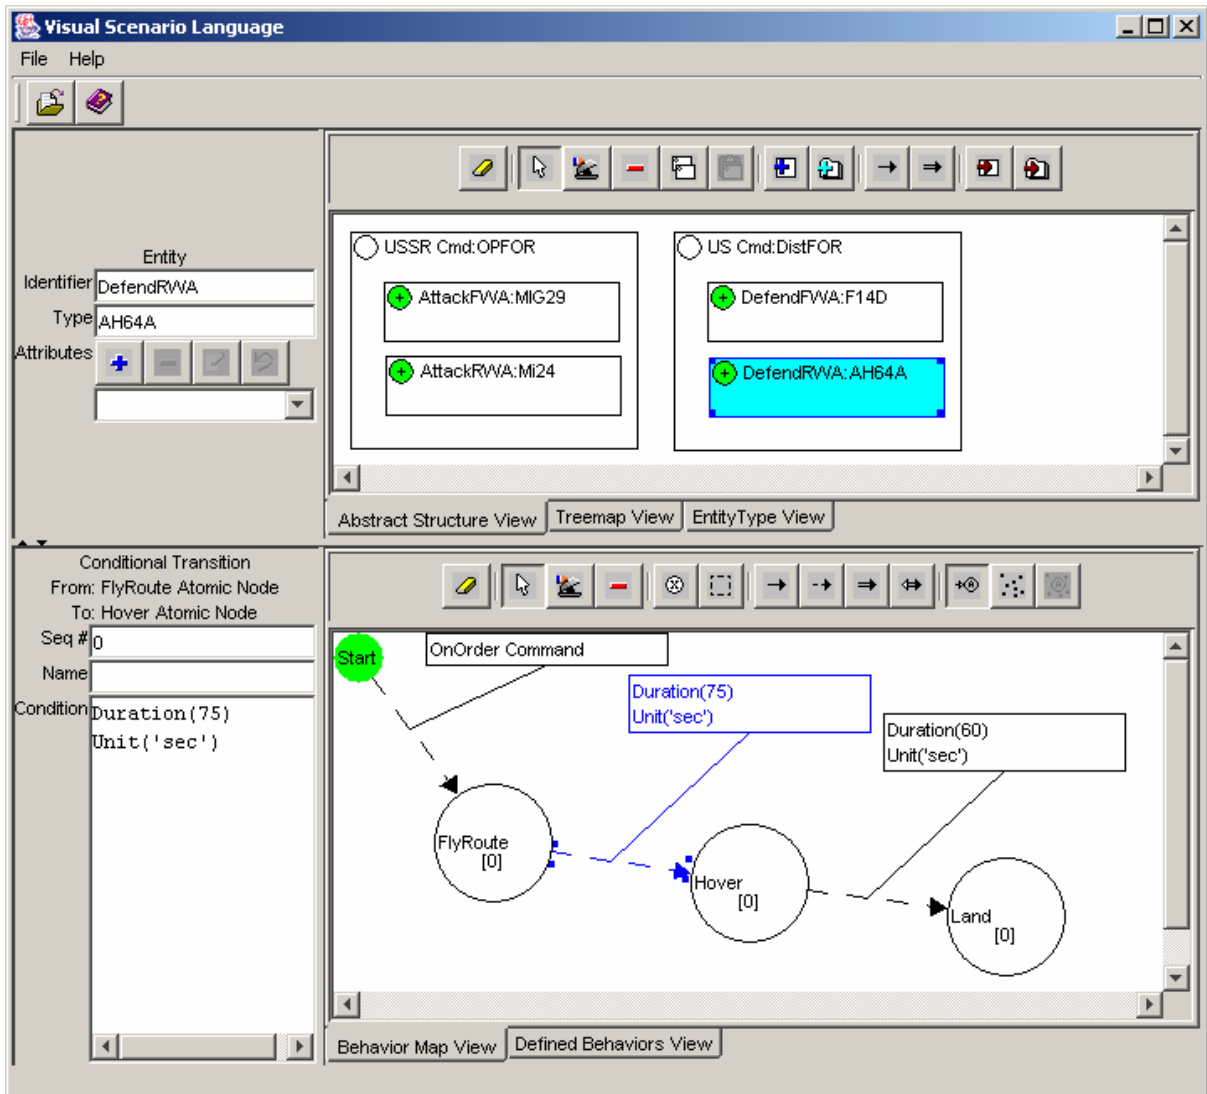 Visual Scenario Language
File Help
Entity
Identifier DefendRWA
Type AH64A
Attributes
USSR Cmd:OPFOR
AttackFWA:MIG29
AttackRWA:Mi24
US Cmd:DistFOR
DefendFWA:F14D
DefendRWA:AH64A
Abstract Structure View Treemap View EntityType View
Conditional Transition
From: FlyRoute Atomic Node
To: Hover Atomic Node
Seq # 0
Name
Condition Duration(75)
Unit('sec')
Start
OnOrder Command
Duration(75)
Unit('sec')
Duration(60)
Unit('sec')
FlyRoute
[0]
Hover
[0]
Land
[0]
Behavior Map View Defined Behaviors View